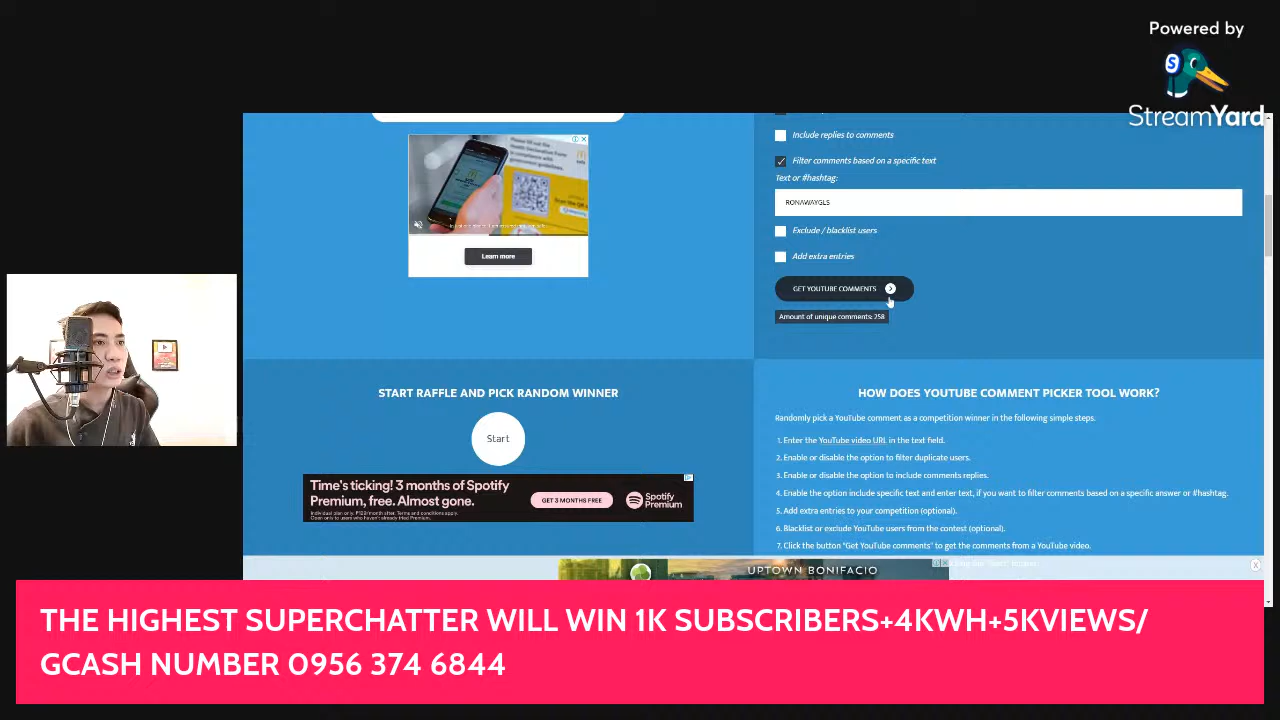 Powered by
StreamYard
Include replies to comments
Filter comments based on a specific text
Text or #hashtag:
RONAWAYGLS
Exclude / blacklist users
Add extra entries
GET YOUTUBE COMMENTS
Amount of unique comments: 258
Learn more
START RAFFLE AND PICK RANDOM WINNER
Start
Time's ticking! 3 months of Spotify
Premium, free. Almost gone.
GET 3 MONTHS FREE
Spotify
Premium
HOW DOES YOUTUBE COMMENT PICKER TOOL WORK?
Randomly pick a YouTube comment as a competition winner in the following simple steps.
1. Enter the YouTube video URL in the text field.
2. Enable or disable the option to filter duplicate users.
3. Enable or disable the option to include comments replies.
4. Enable the option include specific text and enter text, if you want to filter comments based on a specific answer or #hashtag.
5. Add extra entries to your competition (optional).
6. Blacklist or exclude YouTube users from the contest (optional).
7. Click the button "Get YouTube comments" to get the comments from a YouTube video.
UPTOWN BONIFACIO
THE HIGHEST SUPERCHATTER WILL WIN 1K SUBSCRIBERS+4KWH+5KVIEWS/
GCASH NUMBER 0956 374 6844